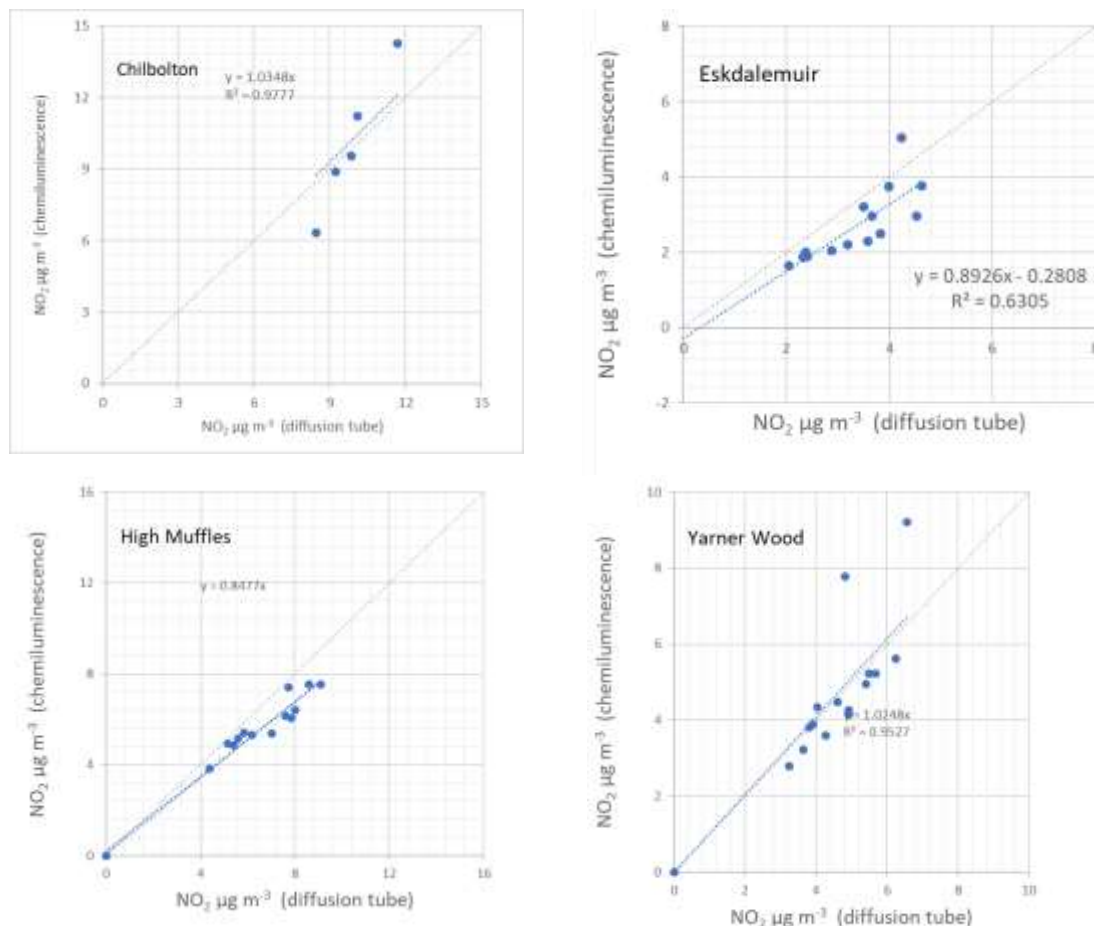 15
12
9
6
3
0
Chilbolton
y = 1.0348x
R² = 0.9777
NO₂ µg m⁻³ (chemiluminescence)
0 3 6 9 12 15
NO₂ µg m⁻³ (diffusion tube)
8
6
4
2
0
-2
Eskdalemuir
NO₂ µg m⁻³ (chemiluminescence)
y = 0.8926x - 0.2808
R² = 0.6305
0 2 4 6 8
NO₂ µg m⁻³ (diffusion tube)
16
12
8
4
0
High Muffles
y = 0.8477x
NO₂ µg m⁻³ (chemiluminescence)
0 4 8 12 16
NO₂ µg m⁻³ (diffusion tube)
10
8
6
4
2
0
Yarner Wood
NO₂ µg m⁻³ (chemiluminescence)
= 1.0248x
R² = 0.9527
0 2 4 6 8 10
NO₂ µg m⁻³ (diffusion tube)